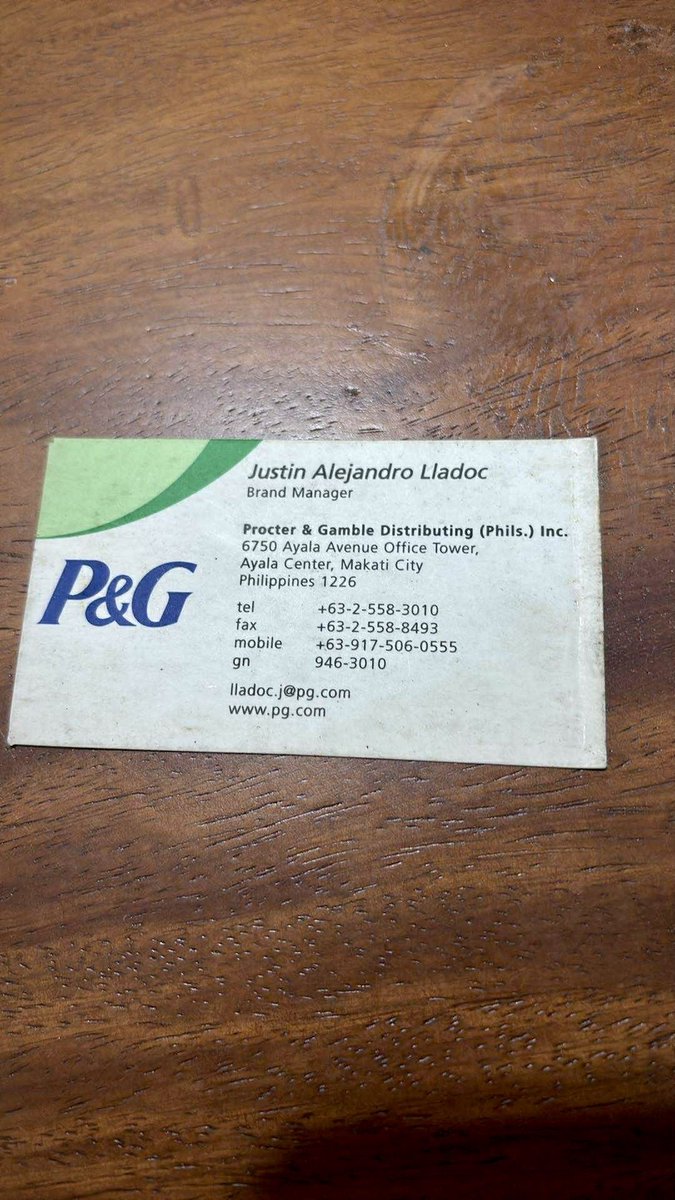 Justin Alejandro Lladoc
Brand Manager
Procter & Gamble Distributing (Phils.) Inc.
6750 Ayala Avenue Office Tower,
Ayala Center, Makati City
Philippines 1226
P&G
tel +63-2-558-3010
fax +63-2-558-8493
mobile +63-917-506-0555
gn 946-3010
lladoc.j@pg.com
www.pg.com